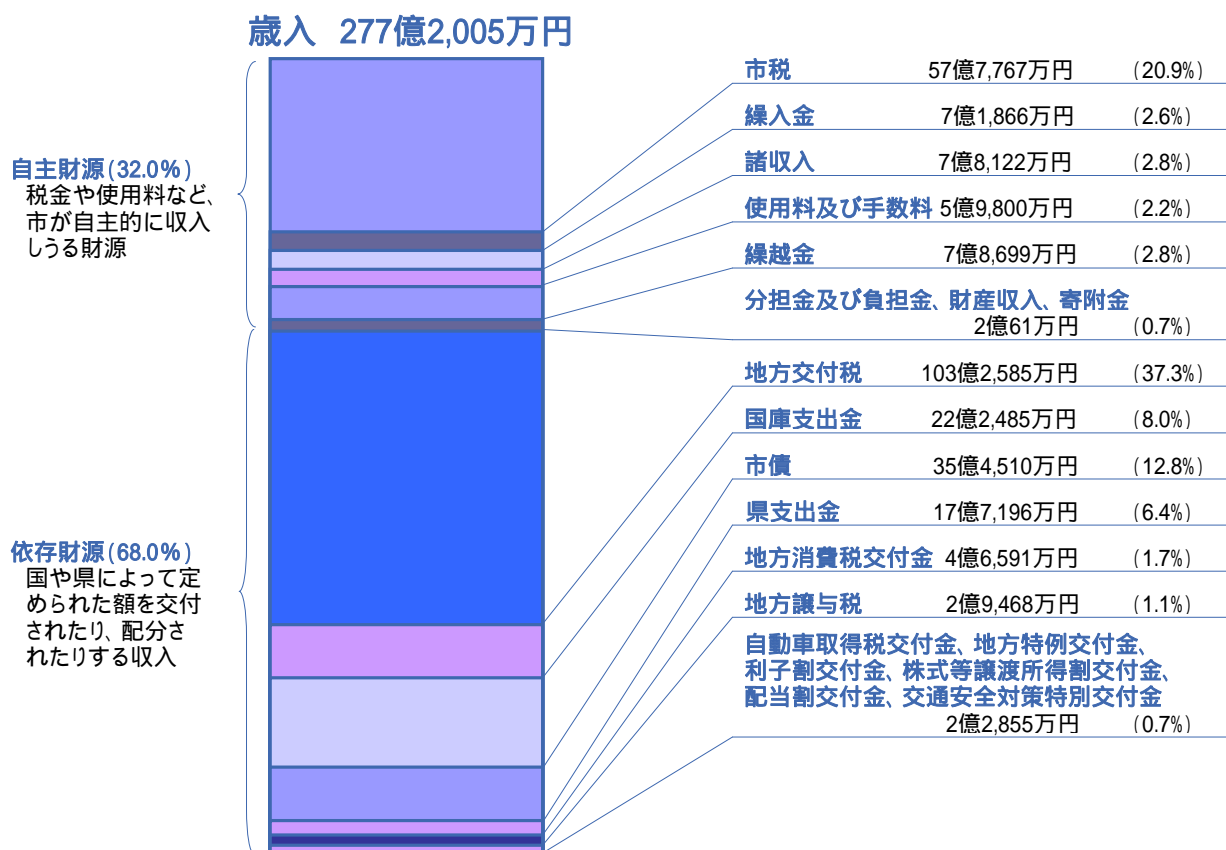 歳入 277億2,005万円
自主財源(32.0%)
税金や使用料など、
市が自主的に収入
しうる財源
依存財源(68.0%)
国や県によって定
められた額を交付
されたり、配分さ
れたりする収入
市税 57億7,767万円 (20.9%)
繰入金 7億1,866万円 (2.6%)
諸収入 7億8,122万円 (2.8%)
使用料及び手数料 5億9,800万円 (2.2%)
繰越金 7億8,699万円 (2.8%)
分担金及び負担金、財産収入、寄附金
2億61万円 (0.7%)
地方交付税 103億2,585万円 (37.3%)
国庫支出金 22億2,485万円 (8.0%)
市債 35億4,510万円 (12.8%)
県支出金 17億7,196万円 (6.4%)
地方消費税交付金 4億6,591万円 (1.7%)
地方譲与税 2億9,468万円 (1.1%)
自動車取得税交付金、地方特例交付金、
利子割交付金、株式等譲渡所得割交付金、
配当割交付金、交通安全対策特別交付金
2億2,855万円 (0.7%)